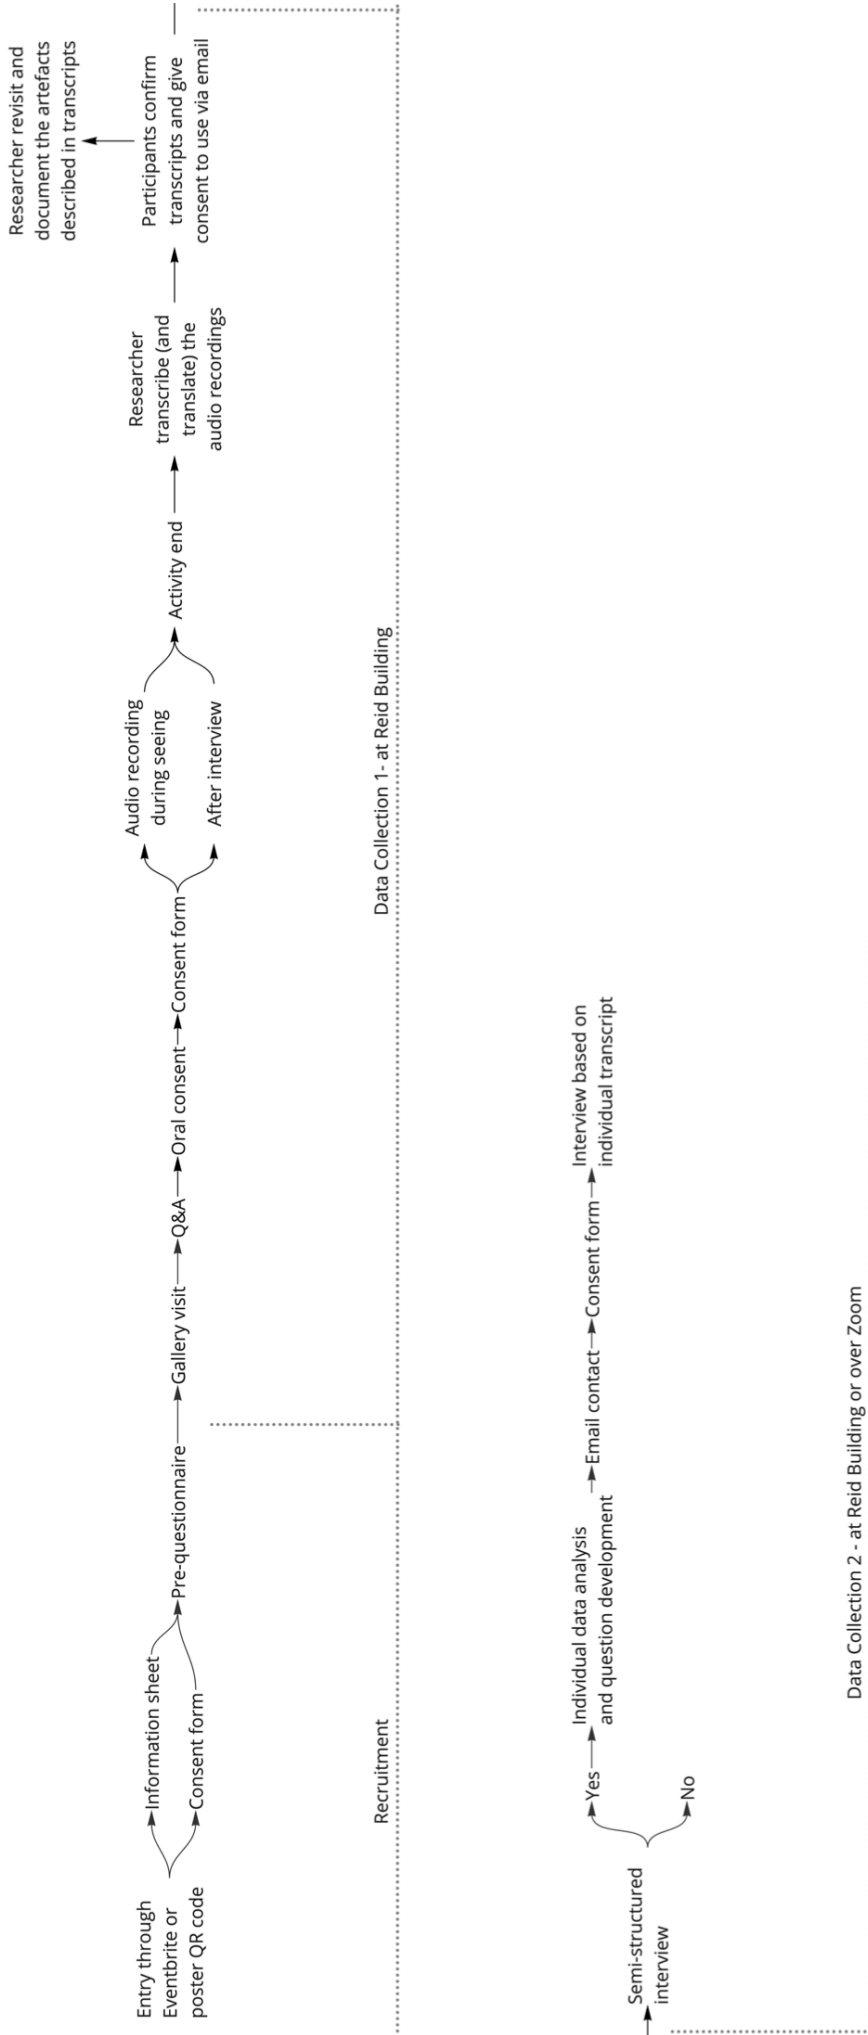 Entry through
Eventbrite or
poster QR code
Information sheet
Consent form
Pre-questionnaire
Gallery visit
Q&A
Oral consent
Consent form
Audio recording
during seeing
After interview
Activity end
Researcher
transcribe (and
translate) the
audio recordings
Participants confirm
transcripts and give
consent to use via email
Researcher revisit and
document the artefacts
described in transcripts
Recruitment
Data Collection 1- at Reid Building
Semi-structured
interview
Yes
No
Individual data analysis
and question development
Email contact
Consent form
Interview based on
individual transcript
Data Collection 2 - at Reid Building or over Zoom